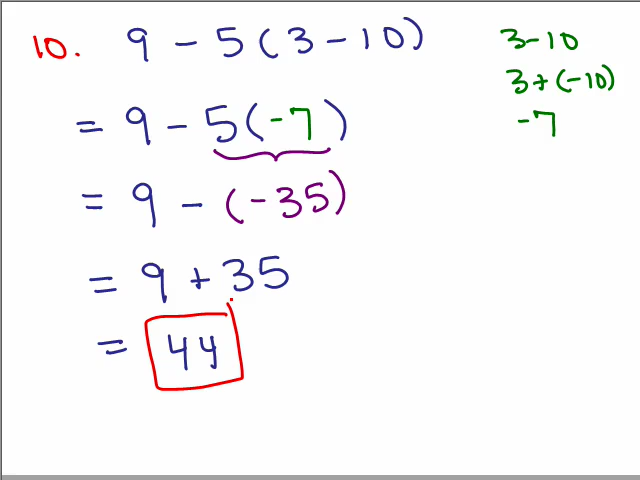 10. 9 - 5(3 - 10)
= 9 - 5(-7)
= 9 - (-35)
= 9 + 35
= 44
3 - 10
3 + (-10)
-7